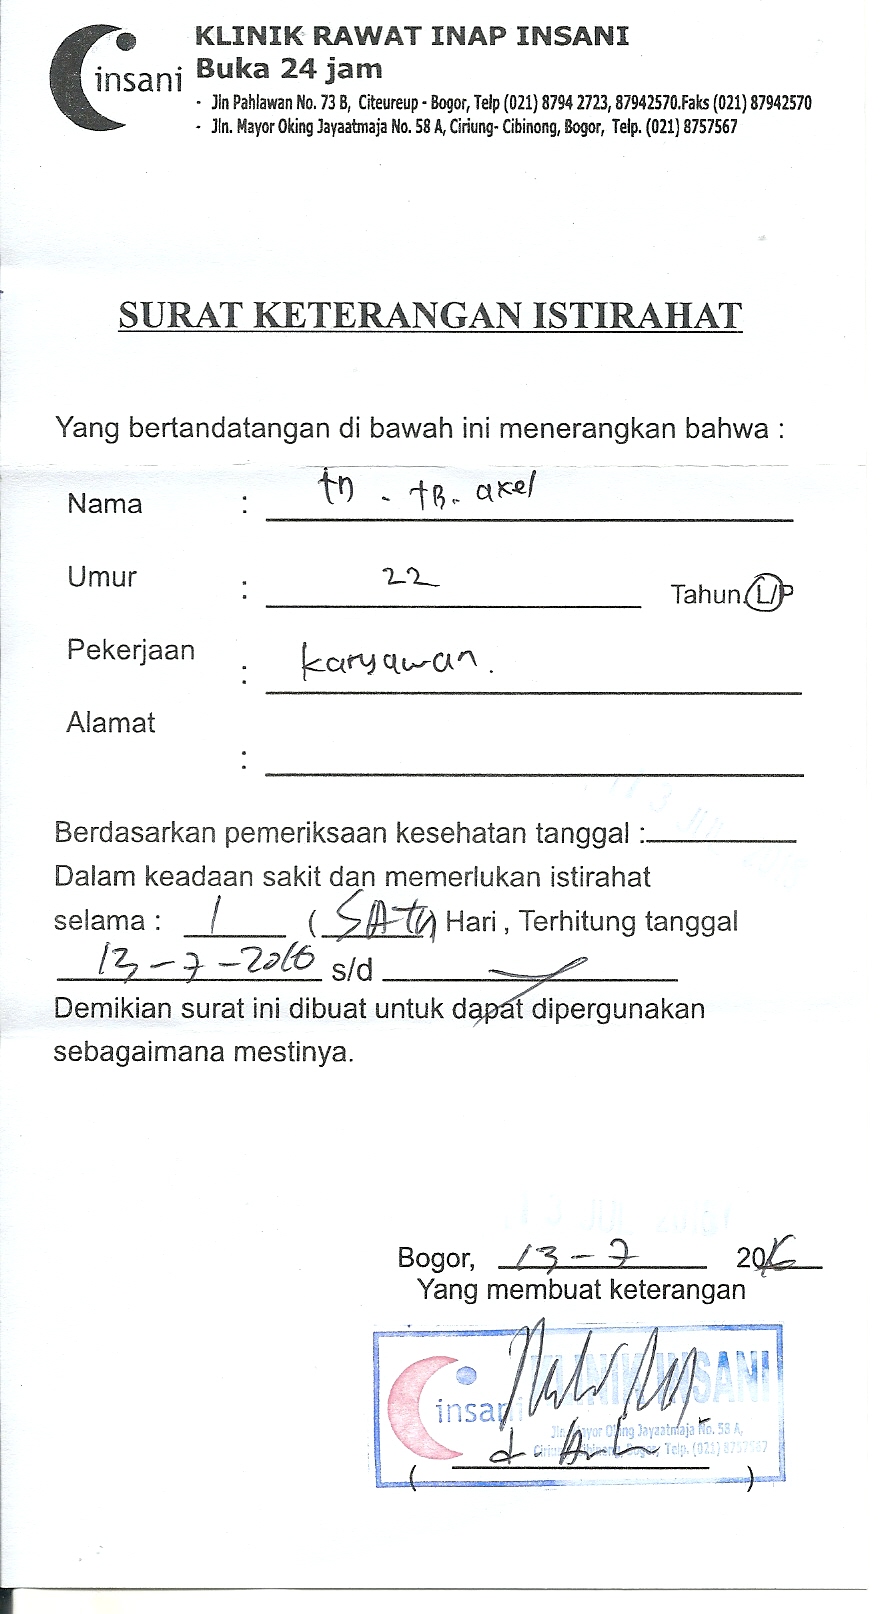 KLINIK RAWAT INAP INSANI
insani Buka 24 jam
- Jln Pahlawan No. 73 B, Citeureup - Bogor, Telp (021) 8794 2723, 87942570.Faks (021) 87942570
- Jln. Mayor Oking Jayaatmaja No. 58 A, Ciriung- Cibinong, Bogor, Telp. (021) 8757567
SURAT KETERANGAN ISTIRAHAT
Yang bertandatangan di bawah ini menerangkan bahwa :
Nama : tn . tB. axel
Umur : 22 Tahun. L/P
Pekerjaan : karyawan.
Alamat :
Berdasarkan pemeriksaan kesehatan tanggal :
Dalam keadaan sakit dan memerlukan istirahat
selama : 1 ( SATU ) Hari , Terhitung tanggal
13-7-2016 s/d
Demikian surat ini dibuat untuk dapat dipergunakan
sebagaimana mestinya.
Bogor, 13-7 2016
Yang membuat keterangan
KLINIK INSANI
insani
Jln. Mayor Oking Jayaatmaja No. 58 A,
Ciriung- Cibinong, Bogor, Telp. (021) 8757567
( )